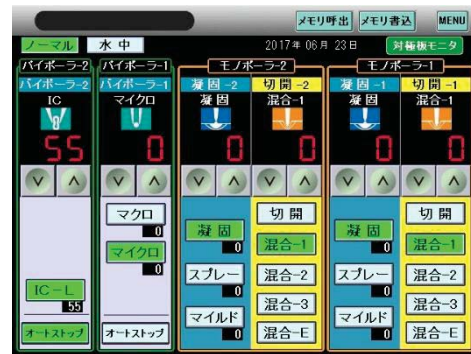 メモリ呼出 メモリ書込 MENU
ノーマル 水中 2017年 06月 23日 対極板モニタ
バイポーラ-2 バイポーラ-1 モノポーラ-2 モノポーラ-1
バイポーラ-2 バイポーラ-1 凝固-2 切開-2 凝固-1 切開-1
IC マイクロ 凝固 混合-1 凝固 混合-1
55 0 0 0 0 0
∨ ∧ ∨ ∧ ∨ ∧ ∨ ∧ ∨ ∧ ∨ ∧
マクロ 切開 切開
0
凝固 凝固
マイクロ 0 混合-1 0 混合-1
0
スプレー 混合-2 スプレー 混合-2
0 0
IC-L マイルド 混合-3 マイルド 混合-3
55 0 0
オートストップ オートストップ 混合-E 混合-E